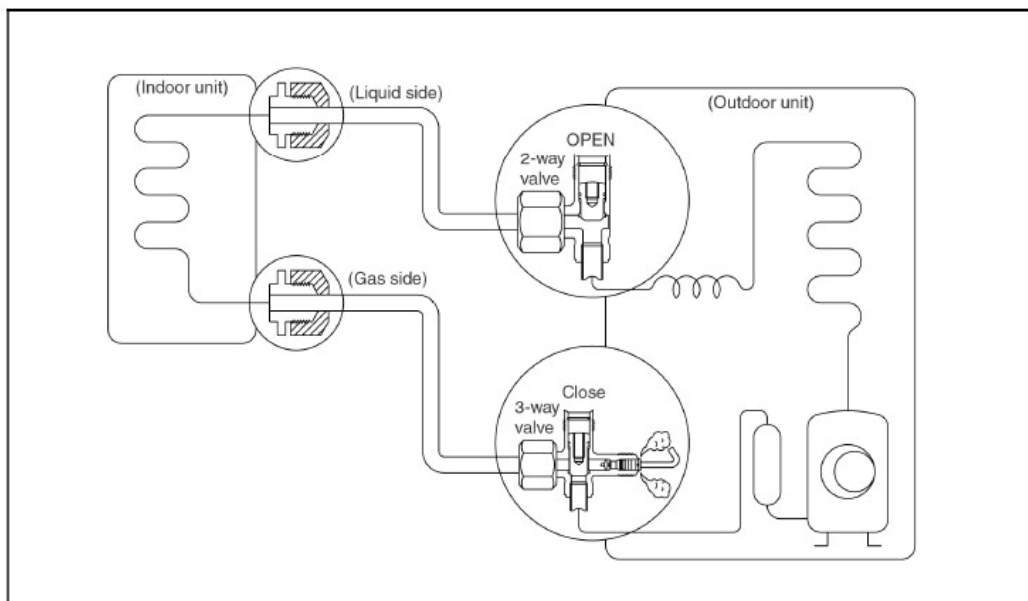 (Indoor unit)
(Liquid side)
(Outdoor unit)
OPEN
2-way
valve
(Gas side)
Close
3-way
valve